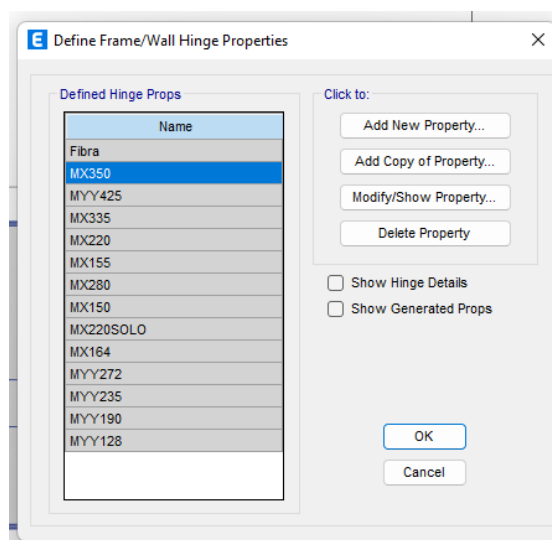 E Define Frame/Wall Hinge Properties
Defined Hinge Props
Name
Fibra
MX350
MYY425
MX335
MX220
MX155
MX280
MX150
MX220SOLO
MX164
MYY272
MYY235
MYY190
MYY128
Click to:
Add New Property...
Add Copy of Property...
Modify/Show Property...
Delete Property
Show Hinge Details
Show Generated Props
OK
Cancel